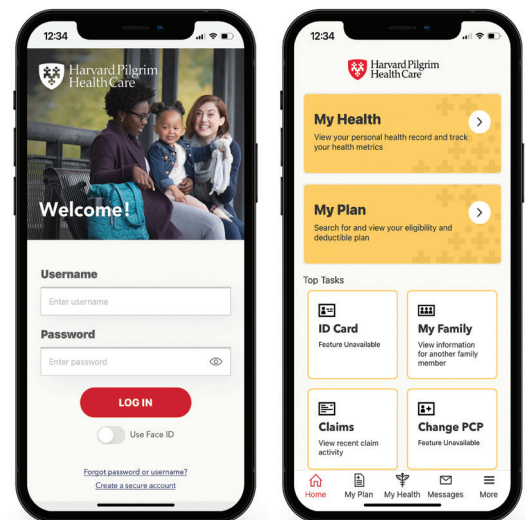 12:34
Harvard Pilgrim
Health Care
Welcome!
Username
Enter username
Password
Enter password
LOG IN
Use Face ID
Forgot password or username?
Create a secure account
12:34
Harvard Pilgrim
Health Care
My Health
View your personal health record and track
your health metrics
My Plan
Search for and view your eligibility and
deductible plan
Top Tasks
ID Card
Feature Unavailable
My Family
View information
for another family
member
Claims
View recent claim
activity
Change PCP
Feature Unavailable
Home
My Plan
My Health
Messages
More